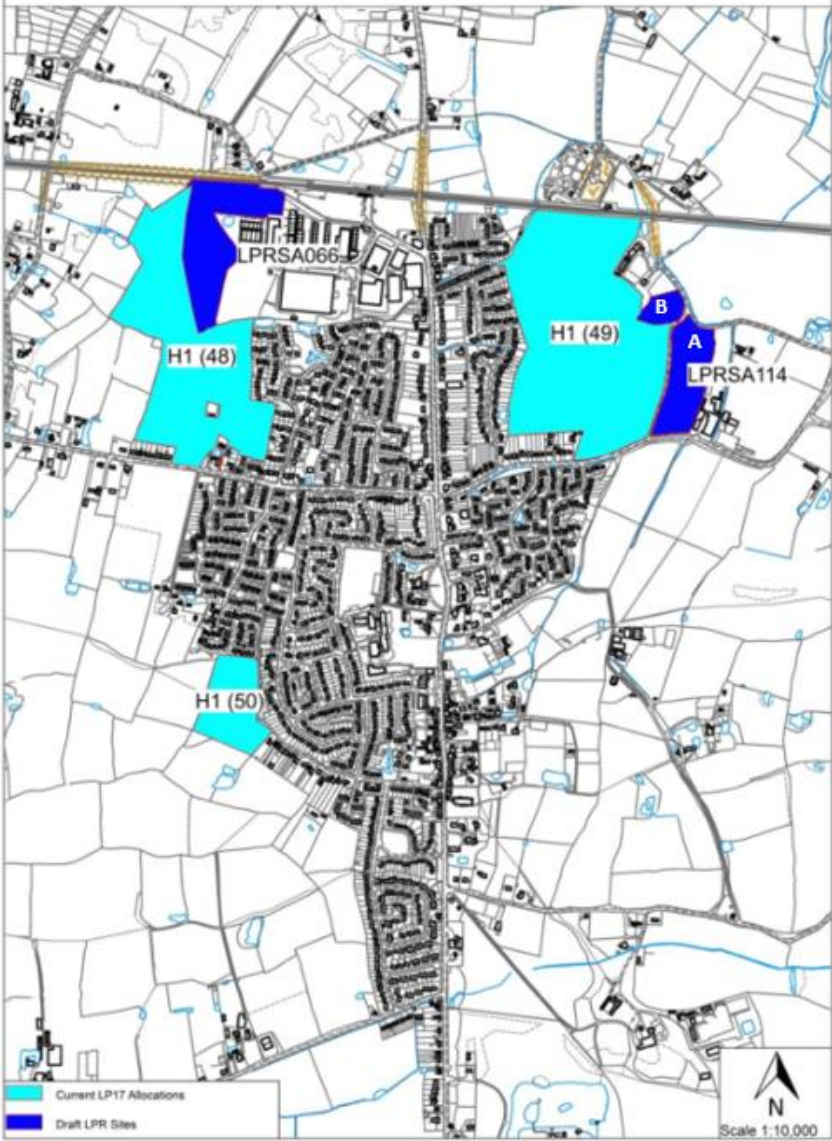 LPRSA066
B
A
H1 (49)
H1 (48)
LPRSA114
H1 (50)
Current LP17 Allocations
Draft LPR Sites
N
Scale 1:10,000